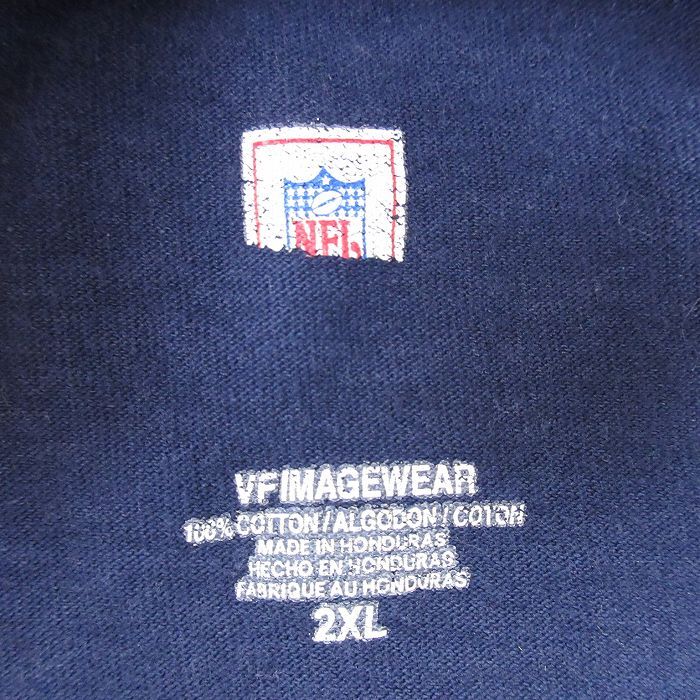 NFL
VF IMAGEWEAR
100% COTTON / ALGODON / COTON
MADE IN HONDURAS
HECHO EN HONDURAS
FABRIQUE AU HONDURAS
2XL